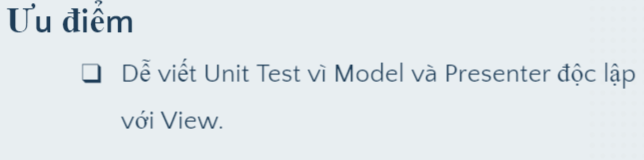 Ưu điểm
❑ Dễ viết Unit Test vì Model và Presenter độc lập
với View.